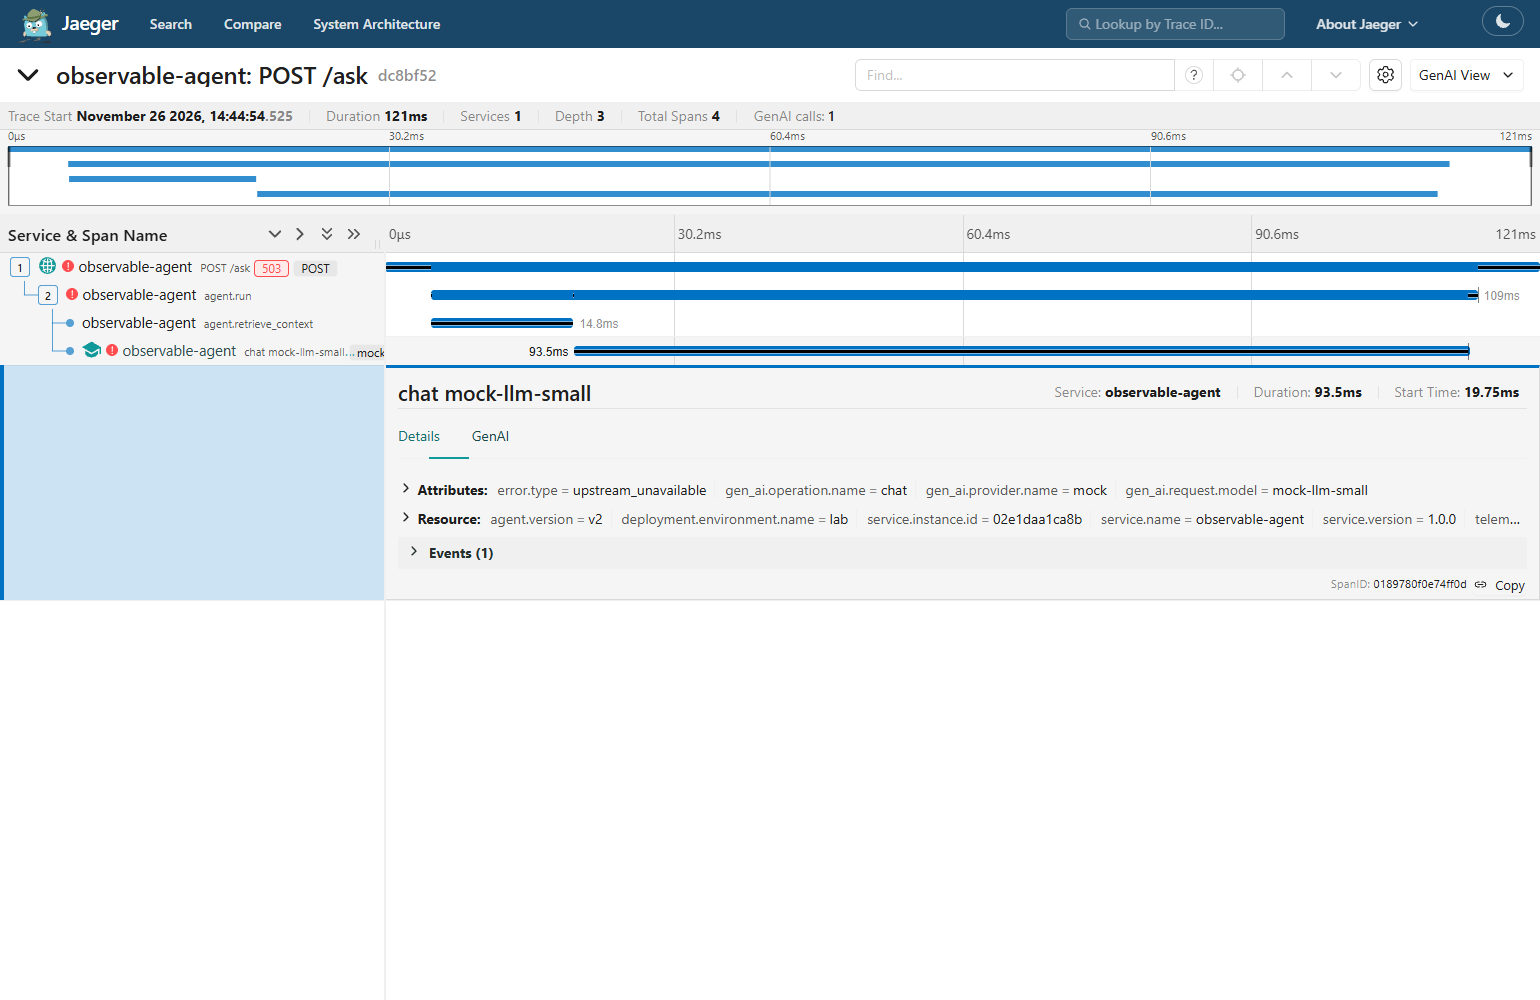 Jaeger Search Compare System Architecture Lookup by Trace ID... About Jaeger
observable-agent: POST /ask dc8bf52 Find... ? GenAI View
Trace Start November 26 2026, 14:44:54.525 Duration 121ms Services 1 Depth 3 Total Spans 4 GenAI calls: 1
0μs 30.2ms 60.4ms 90.6ms 121ms
Service & Span Name 0μs 30.2ms 60.4ms 90.6ms 121ms
1 observable-agent POST /ask 503 POST
2 observable-agent agent.run 109ms
observable-agent agent.retrieve_context 14.8ms
observable-agent chat mock-llm-small... mock 93.5ms
chat mock-llm-small Service: observable-agent Duration: 93.5ms Start Time: 19.75ms
Details GenAI
Attributes: error.type = upstream_unavailable gen_ai.operation.name = chat gen_ai.provider.name = mock gen_ai.request.model = mock-llm-small
Resource: agent.version = v2 deployment.environment.name = lab service.instance.id = 02e1daa1ca8b service.name = observable-agent service.version = 1.0.0 telem...
Events (1)
SpanID: 0189780f0e74ff0d Copy